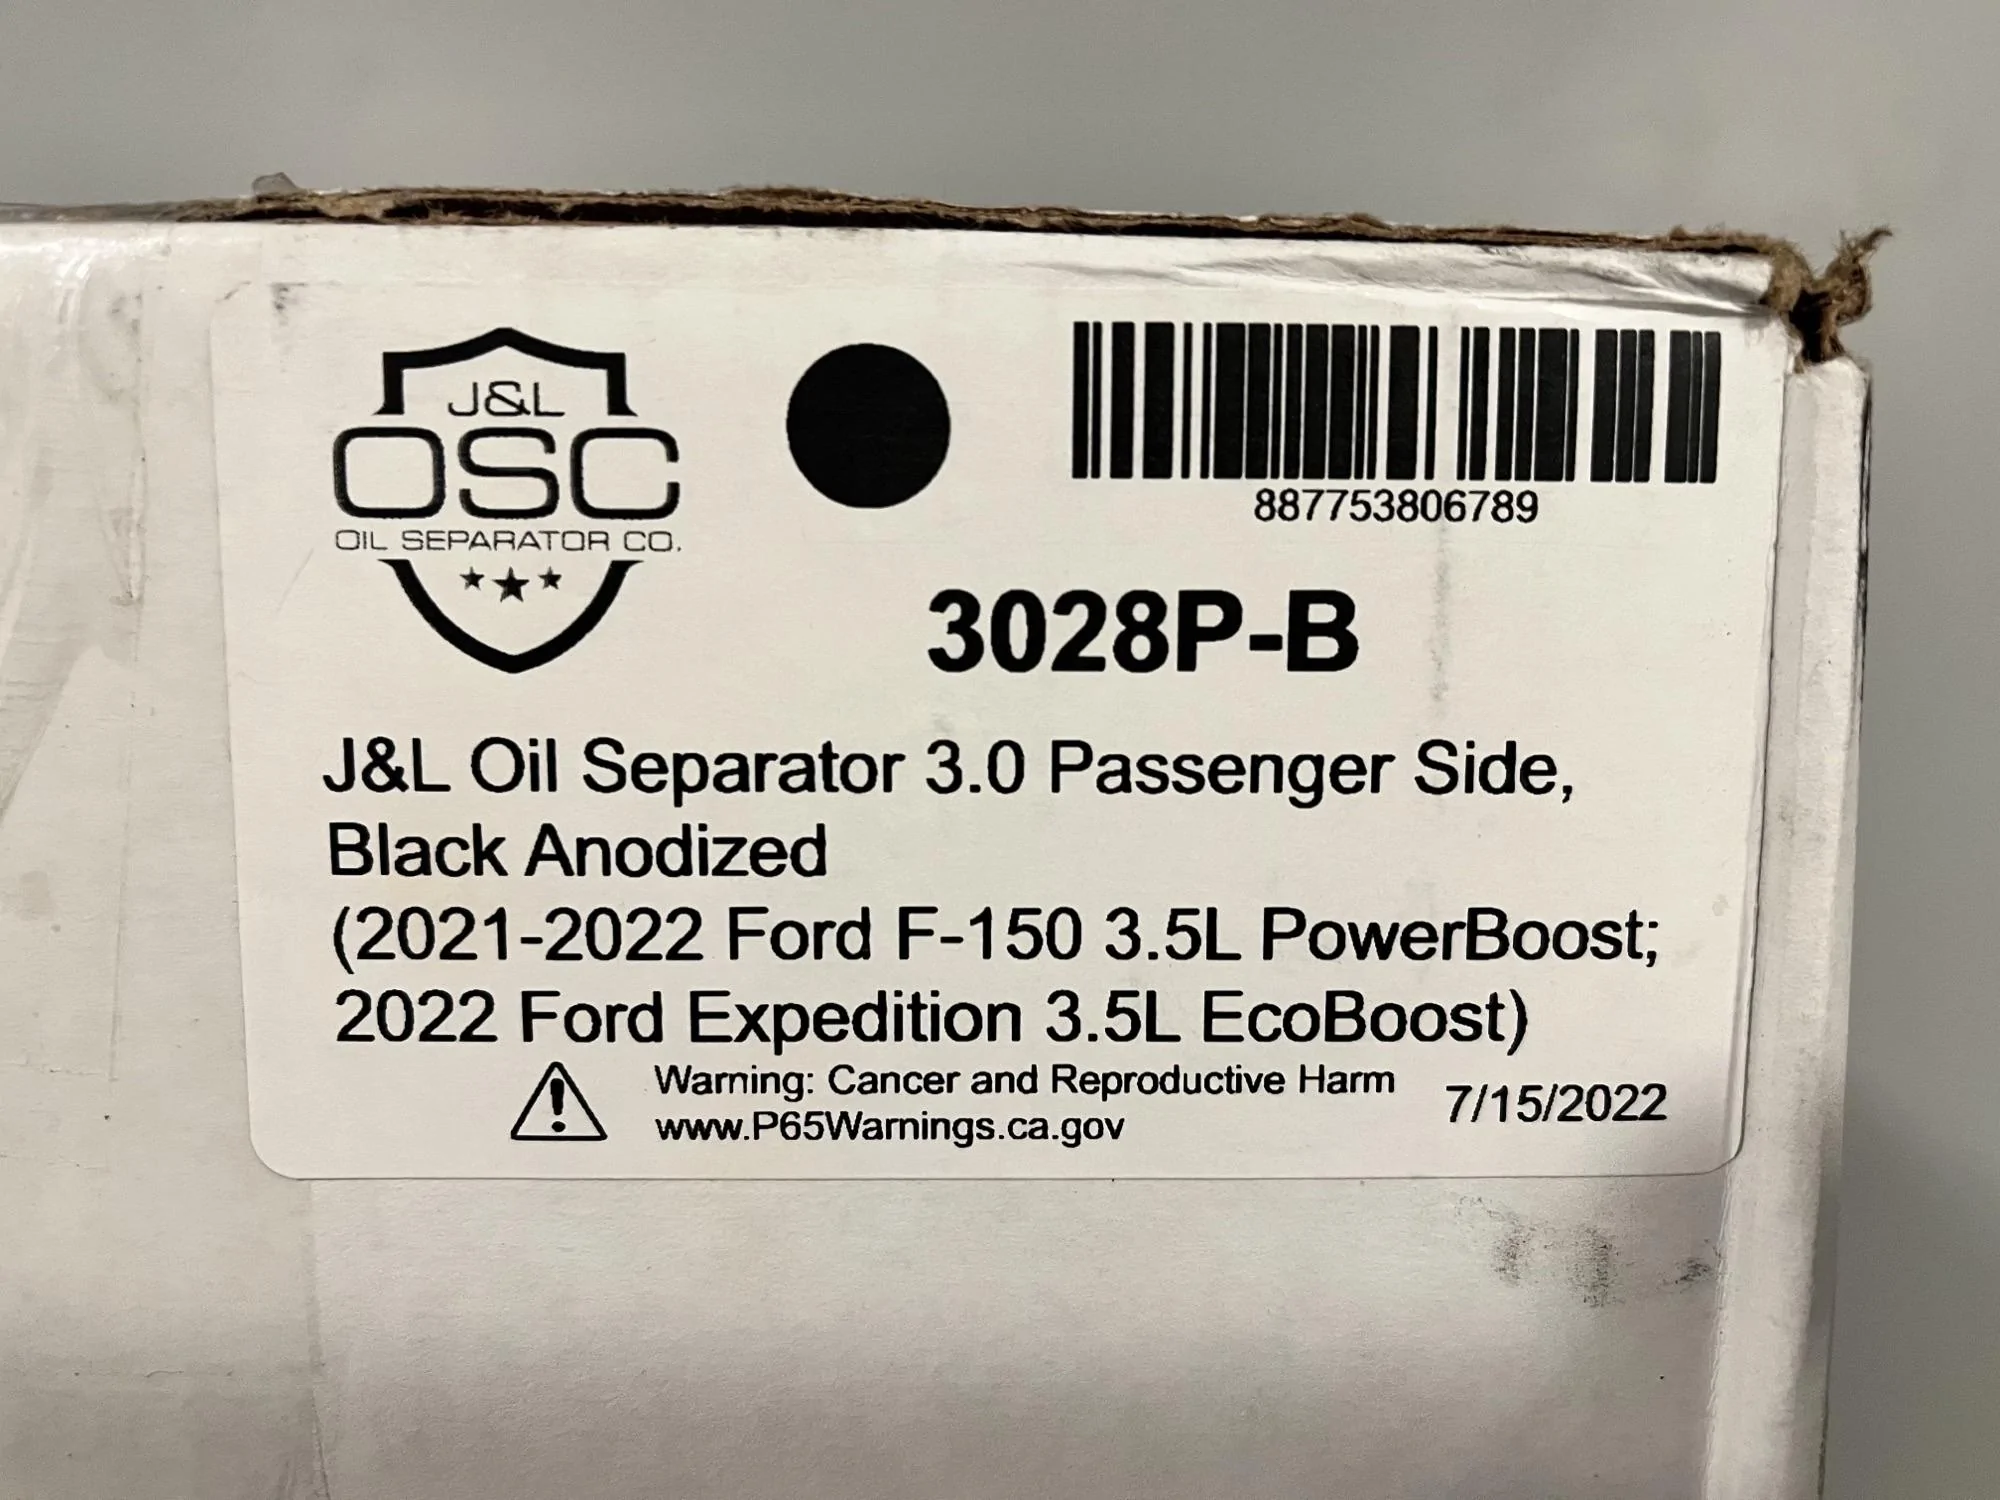 J&L
OSC
OIL SEPARATOR CO.
887753806789
3028P-B
J&L Oil Separator 3.0 Passenger Side,
Black Anodized
(2021-2022 Ford F-150 3.5L PowerBoost;
2022 Ford Expedition 3.5L EcoBoost)
Warning: Cancer and Reproductive Harm
www.P65Warnings.ca.gov
7/15/2022